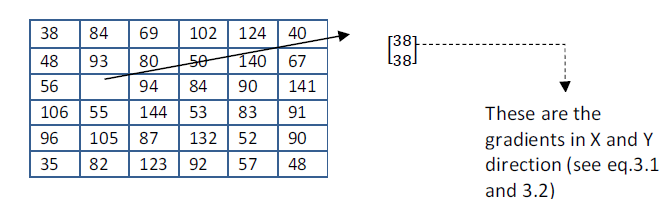 38 84 69 102 124 40
48 93 80 50 140 67
56 94 84 90 141
106 55 144 53 83 91
96 105 87 132 52 90
35 82 123 92 57 48
[38
38]
These are the
gradients in X and Y
direction (see eq.3.1
and 3.2)